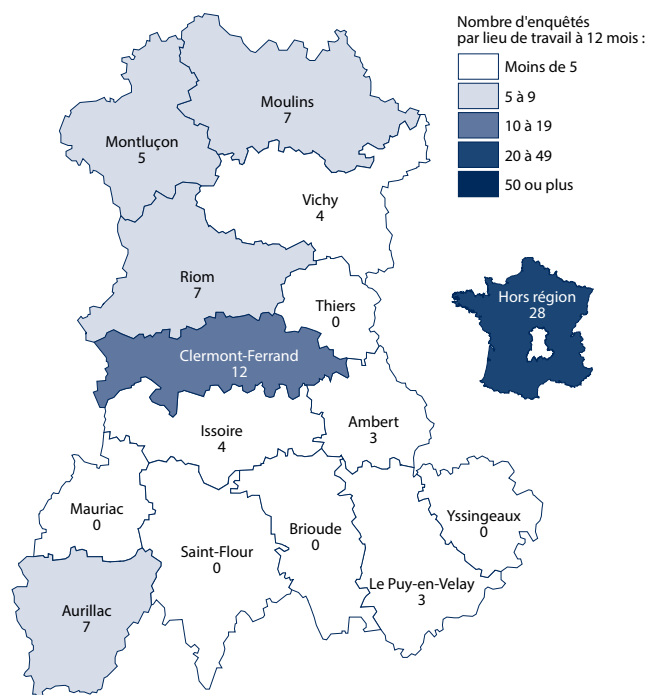 Nombre d'enquêtés
par lieu de travail à 12 mois :
Moins de 5
5 à 9
10 à 19
20 à 49
50 ou plus
Moulins
7
Montluçon
5
Vichy
4
Riom
7
Thiers
0
Hors région
28
Clermont-Ferrand
12
Ambert
3
Issoire
4
Mauriac
0
Saint-Flour
0
Brioude
0
Yssingeaux
0
Le Puy-en-Velay
3
Aurillac
7